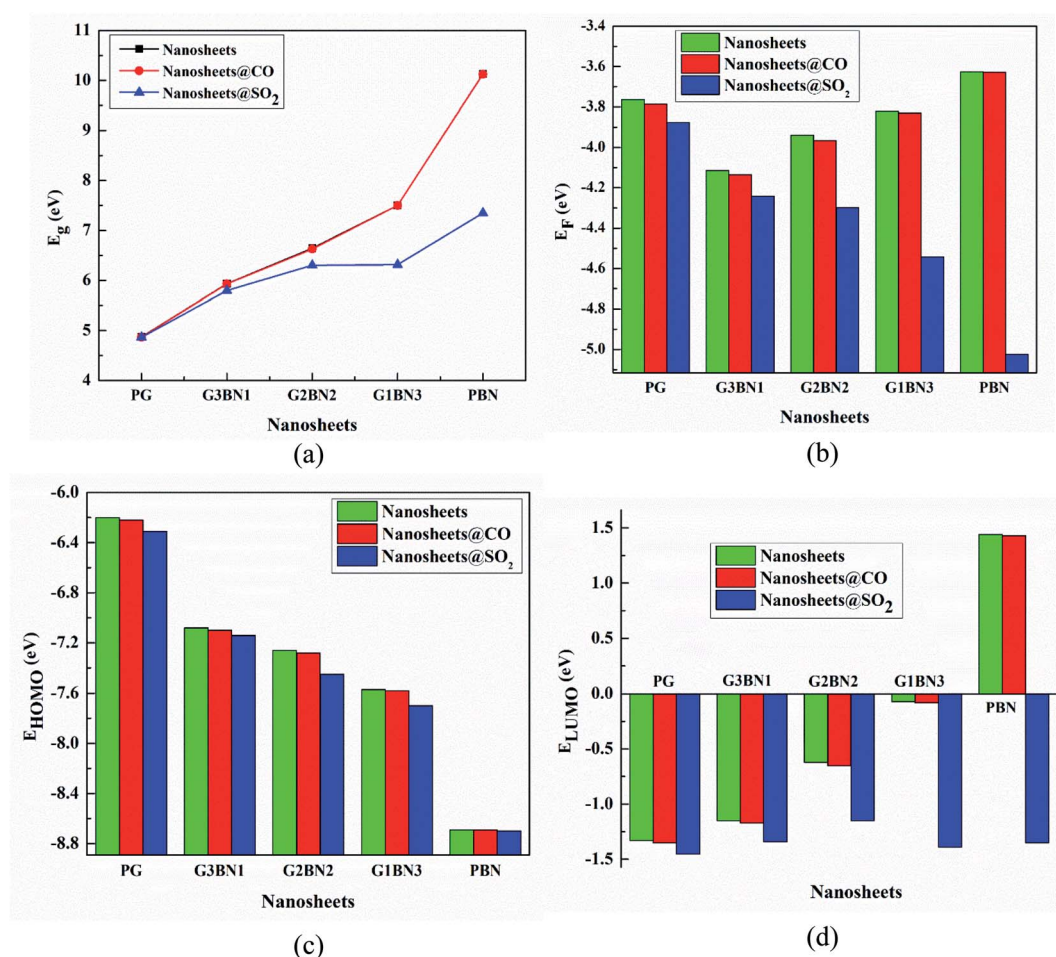 11
10
9
8
7
6
5
4
E_g (eV)
Nanosheets
Nanosheets@CO
Nanosheets@SO₂
PG G3BN1 G2BN2 G1BN3 PBN
Nanosheets
(a)
-3.4
-3.6
-3.8
-4.0
-4.2
-4.4
-4.6
-4.8
-5.0
E_F (eV)
Nanosheets
Nanosheets@CO
Nanosheets@SO₂
PG G3BN1 G2BN2 G1BN3 PBN
Nanosheets
(b)
-6.0
-6.4
-6.8
-7.2
-7.6
-8.0
-8.4
-8.8
E_HOMO (eV)
Nanosheets
Nanosheets@CO
Nanosheets@SO₂
PG G3BN1 G2BN2 G1BN3 PBN
Nanosheets
(c)
1.5
1.0
0.5
0.0
-0.5
-1.0
-1.5
E_LUMO (eV)
Nanosheets
Nanosheets@CO
Nanosheets@SO₂
PG G3BN1 G2BN2 G1BN3
PBN
Nanosheets
(d)